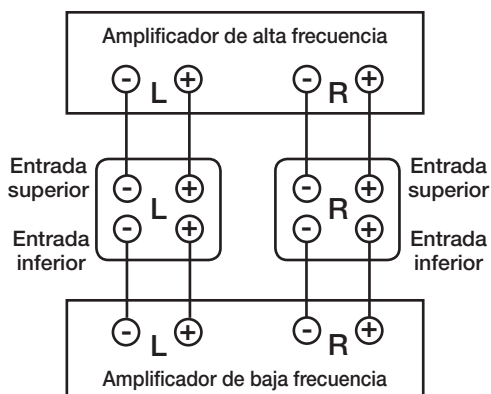 Amplificador de alta frecuencia
- L + - R +
Entrada
superior
- L + - R +
Entrada
superior
Entrada
inferior
- + - +
Entrada
inferior
- L + - R +
Amplificador de baja frecuencia